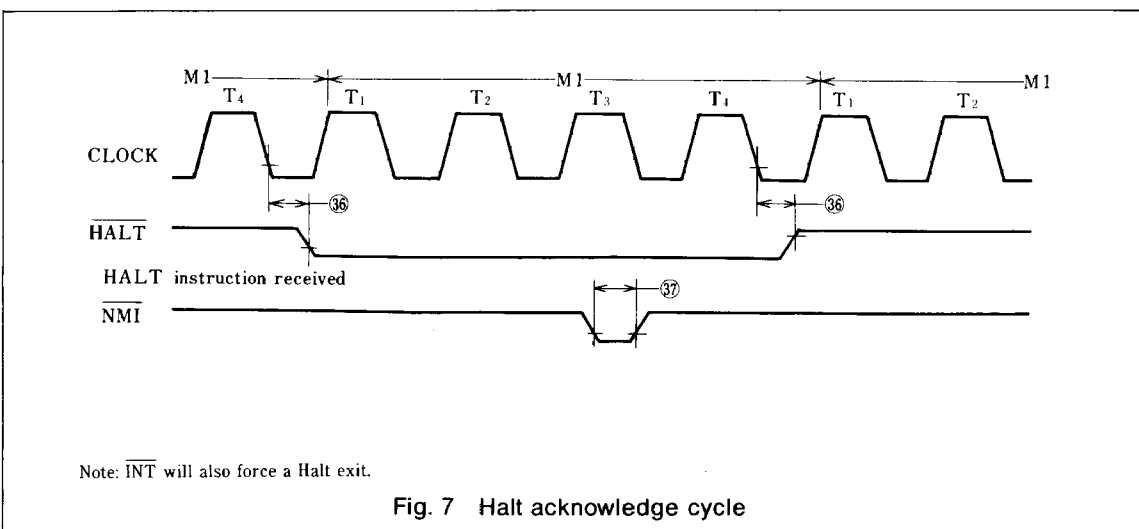 M1 M1 M1
T4 T1 T2 T3 T4 T1 T2
CLOCK
㊱ ㊱
HALT
HALT instruction received
㊲
NMI
Note: INT will also force a Halt exit.
Fig. 7 Halt acknowledge cycle